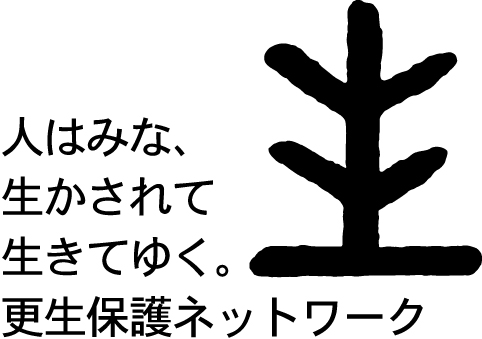 人はみな、
生かされて
生きてゆく。
更生保護ネットワーク